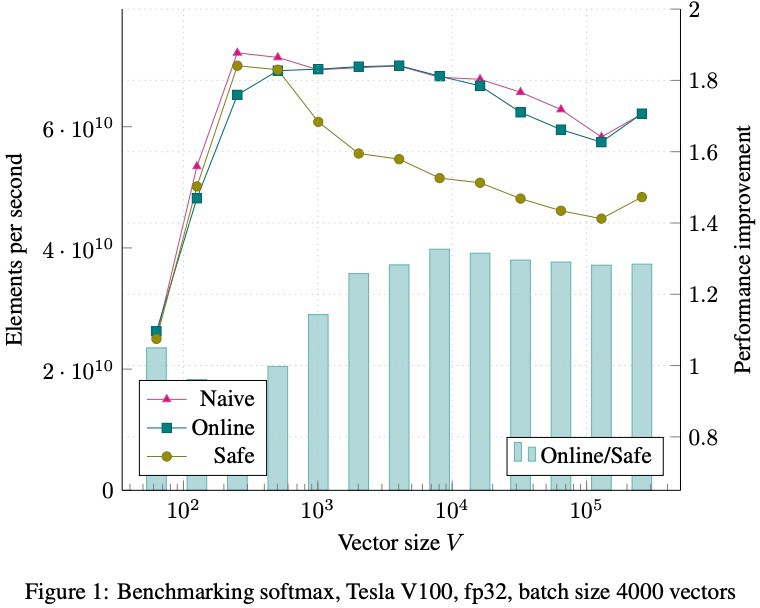 2
1.8
1.6
1.4
1.2
1
0.8
Performance improvement
6 · 10^10
4 · 10^10
2 · 10^10
0
Elements per second
Naive
Online
Safe
Online/Safe
10^2
10^3
10^4
10^5
Vector size V
Figure 1: Benchmarking softmax, Tesla V100, fp32, batch size 4000 vectors